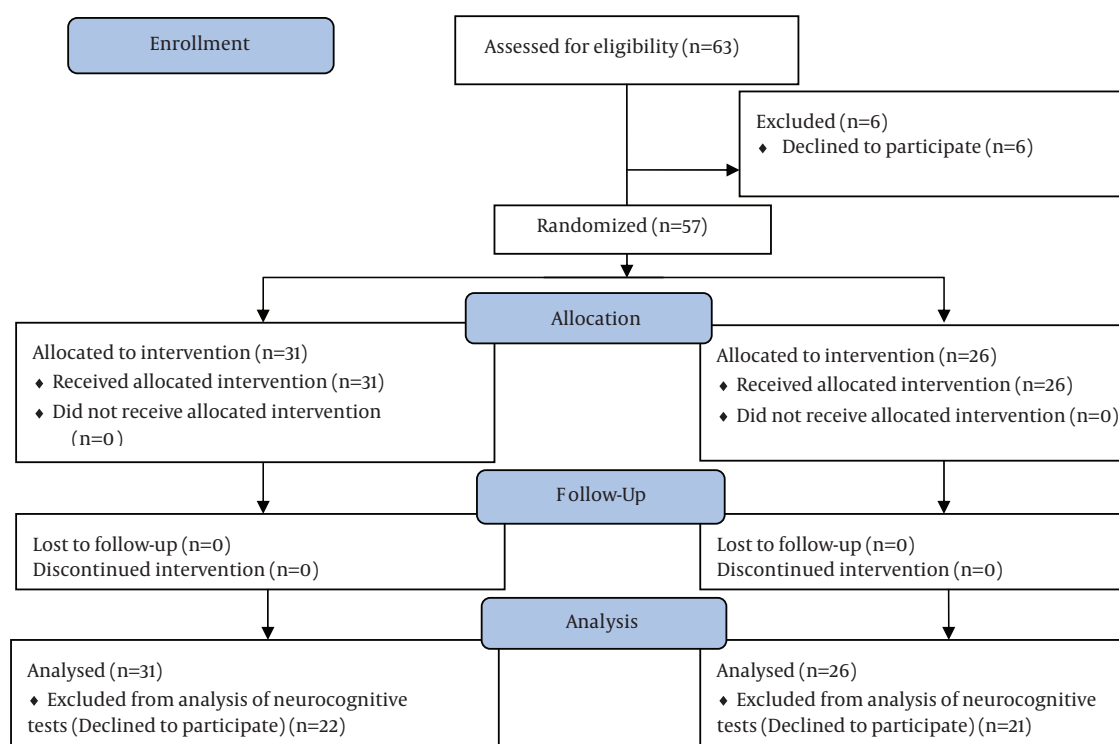 Enrollment
Assessed for eligibility (n=63)
Excluded (n=6)
♦ Declined to participate (n=6)
Randomized (n=57)
Allocation
Allocated to intervention (n=31)
♦ Received allocated intervention (n=31)
♦ Did not receive allocated intervention
(n=0)
Allocated to intervention (n=26)
♦ Received allocated intervention (n=26)
♦ Did not receive allocated intervention (n=0)
Follow-Up
Lost to follow-up (n=0)
Discontinued intervention (n=0)
Lost to follow-up (n=0)
Discontinued intervention (n=0)
Analysis
Analysed (n=31)
♦ Excluded from analysis of neurocognitive
tests (Declined to participate) (n=22)
Analysed (n=26)
♦ Excluded from analysis of neurocognitive
tests (Declined to participate) (n=21)